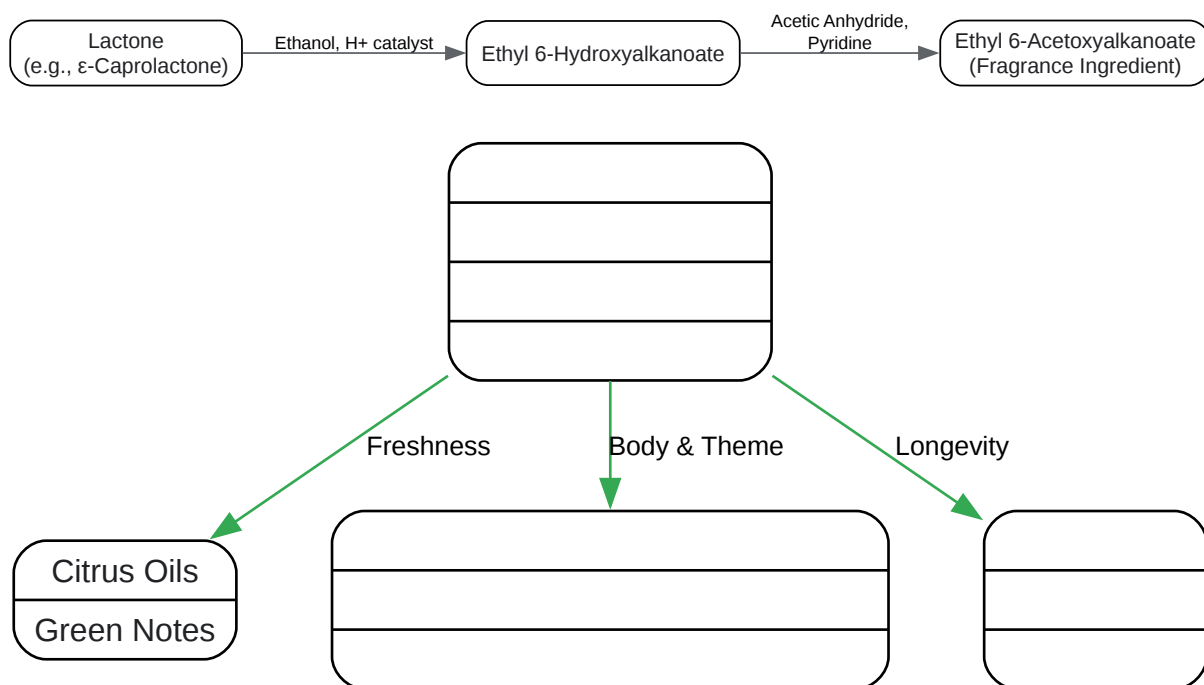 Lactone
(e.g., ε-Caprolactone)
Ethanol, H+ catalyst
Ethyl 6-Hydroxyalkanoate
Acetic Anhydride,
Pyridine
Ethyl 6-Acetoxyalkanoate
(Fragrance Ingredient)
Freshness
Body & Theme
Longevity
Citrus Oils
Green Notes